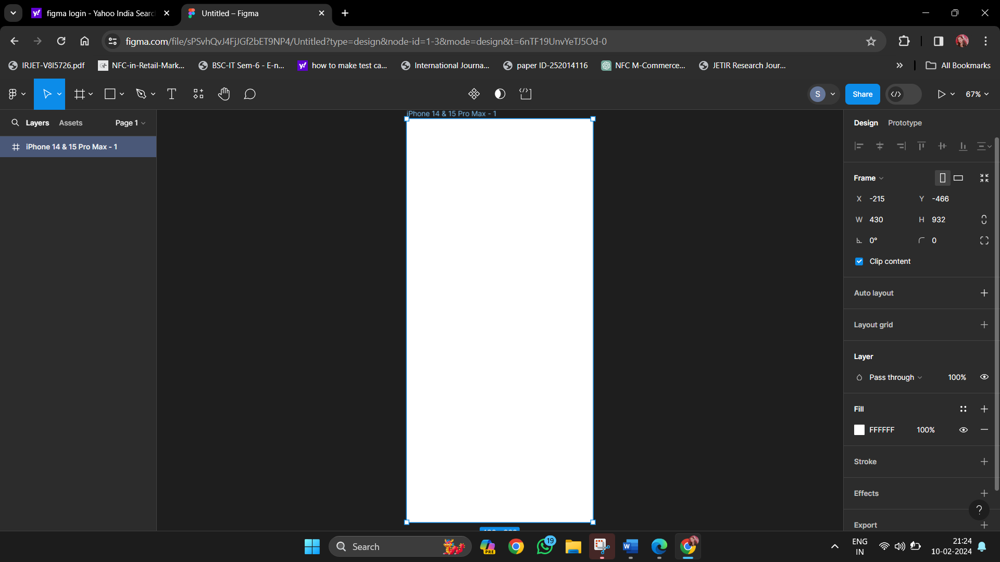 figma login - Yahoo India Searc
Untitled – Figma
figma.com/file/sPSvhQvJ4FjJGf2bET9NP4/Untitled?type=design&node-id=1-3&mode=design&t=6nTF19UnvYeTJ5Od-0
IRJET-V8I5726.pdf
NFC-in-Retail-Mark...
BSC-IT Sem-6 - E-n...
how to make test ca...
International Journa...
paper ID-252014116
NFC M-Commerce...
JETIR Research Jour...
All Bookmarks
S
Share
67%
Layers
Assets
Page 1
iPhone 14 & 15 Pro Max - 1
iPhone 14 & 15 Pro Max - 1
Design
Prototype
Frame
X -215
Y -466
W 430
H 932
0°
0
Clip content
Auto layout
Layout grid
Layer
Pass through
100%
Fill
FFFFFF
100%
Stroke
Effects
?
Export
Search
PRE
19
ENG
IN
21:24
10-02-2024